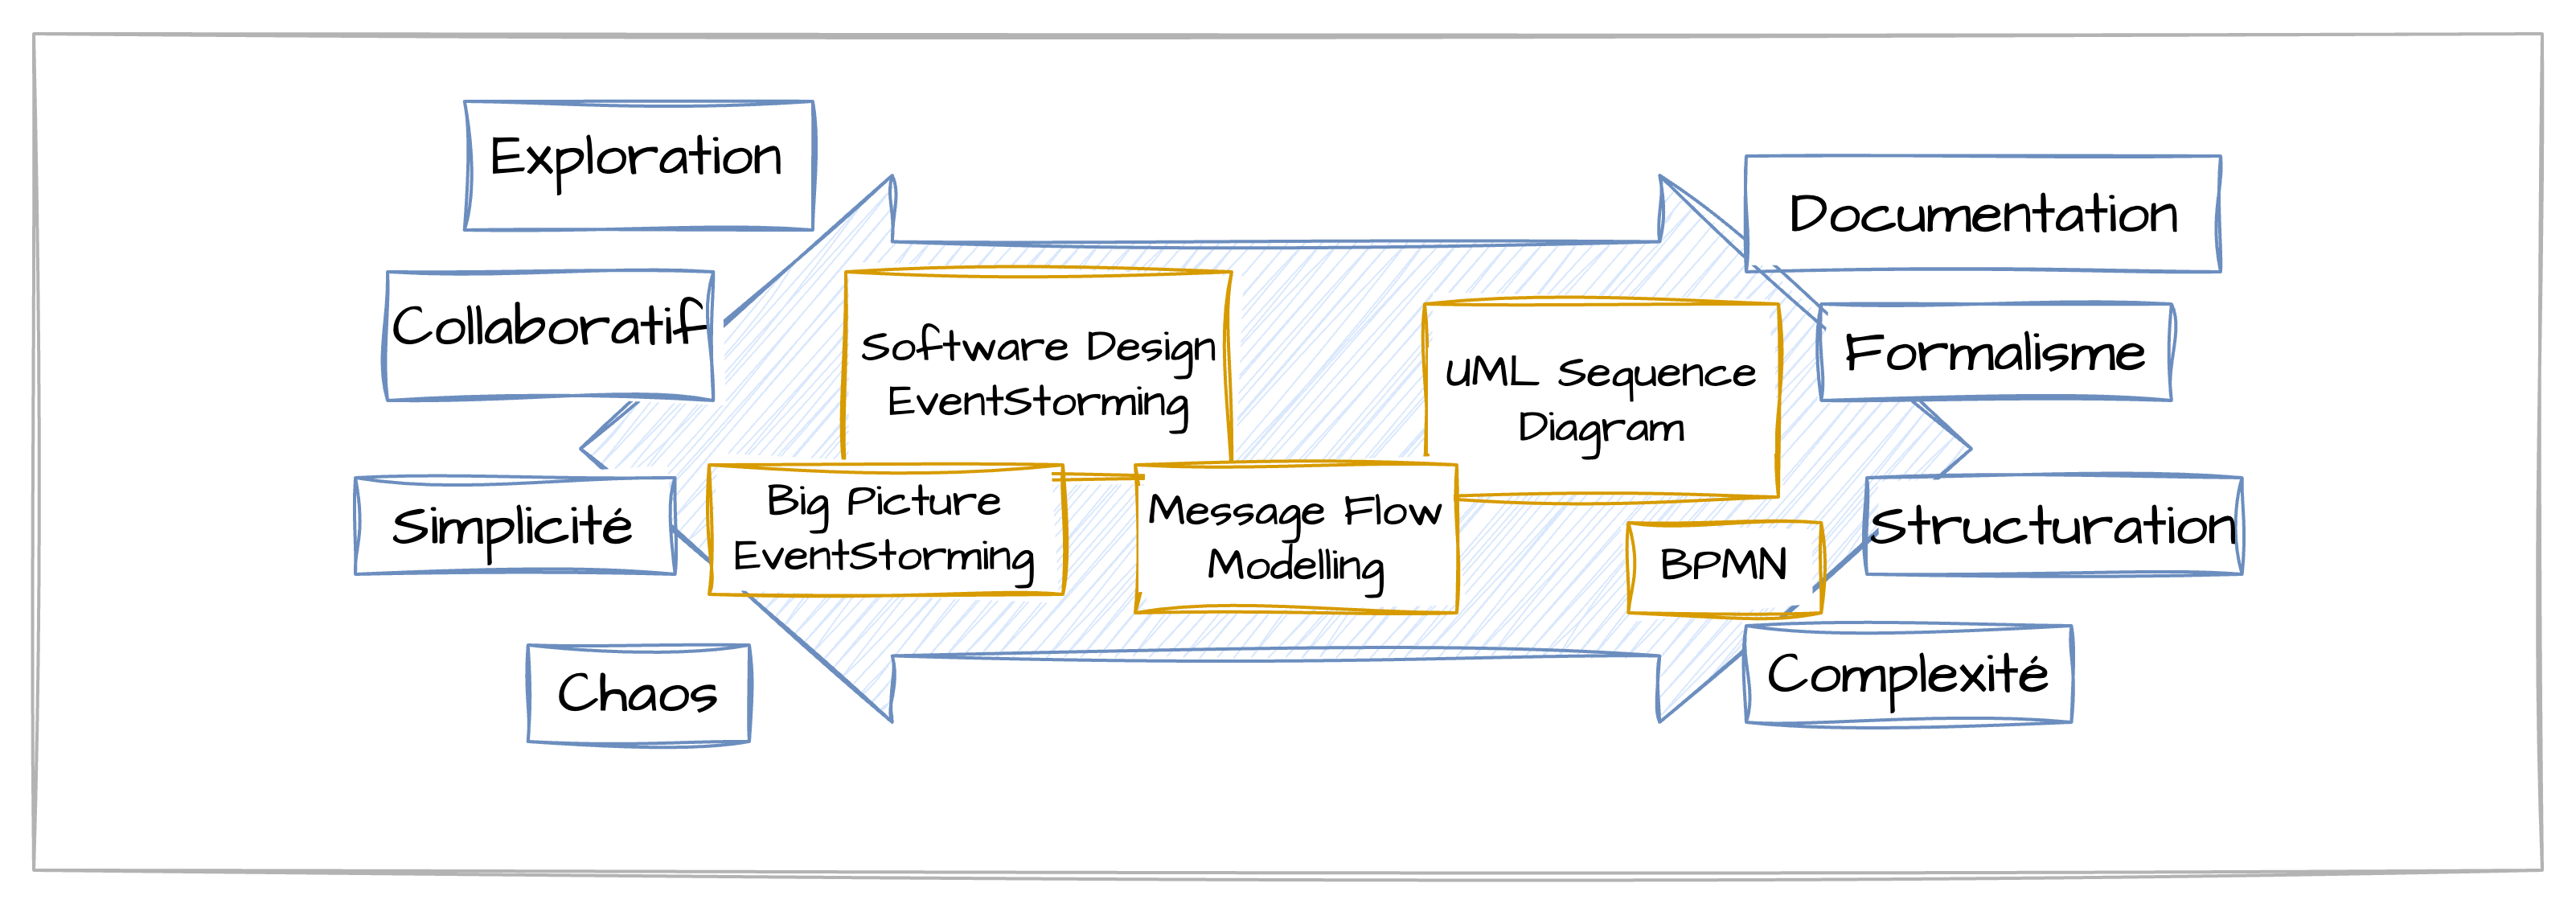 Exploration
Collaboratif
Simplicité
Chaos
Software Design
EventStorming
Big Picture
EventStorming
Message Flow
Modelling
UML Sequence
Diagram
BPMN
Documentation
Formalisme
Structuration
Complexité